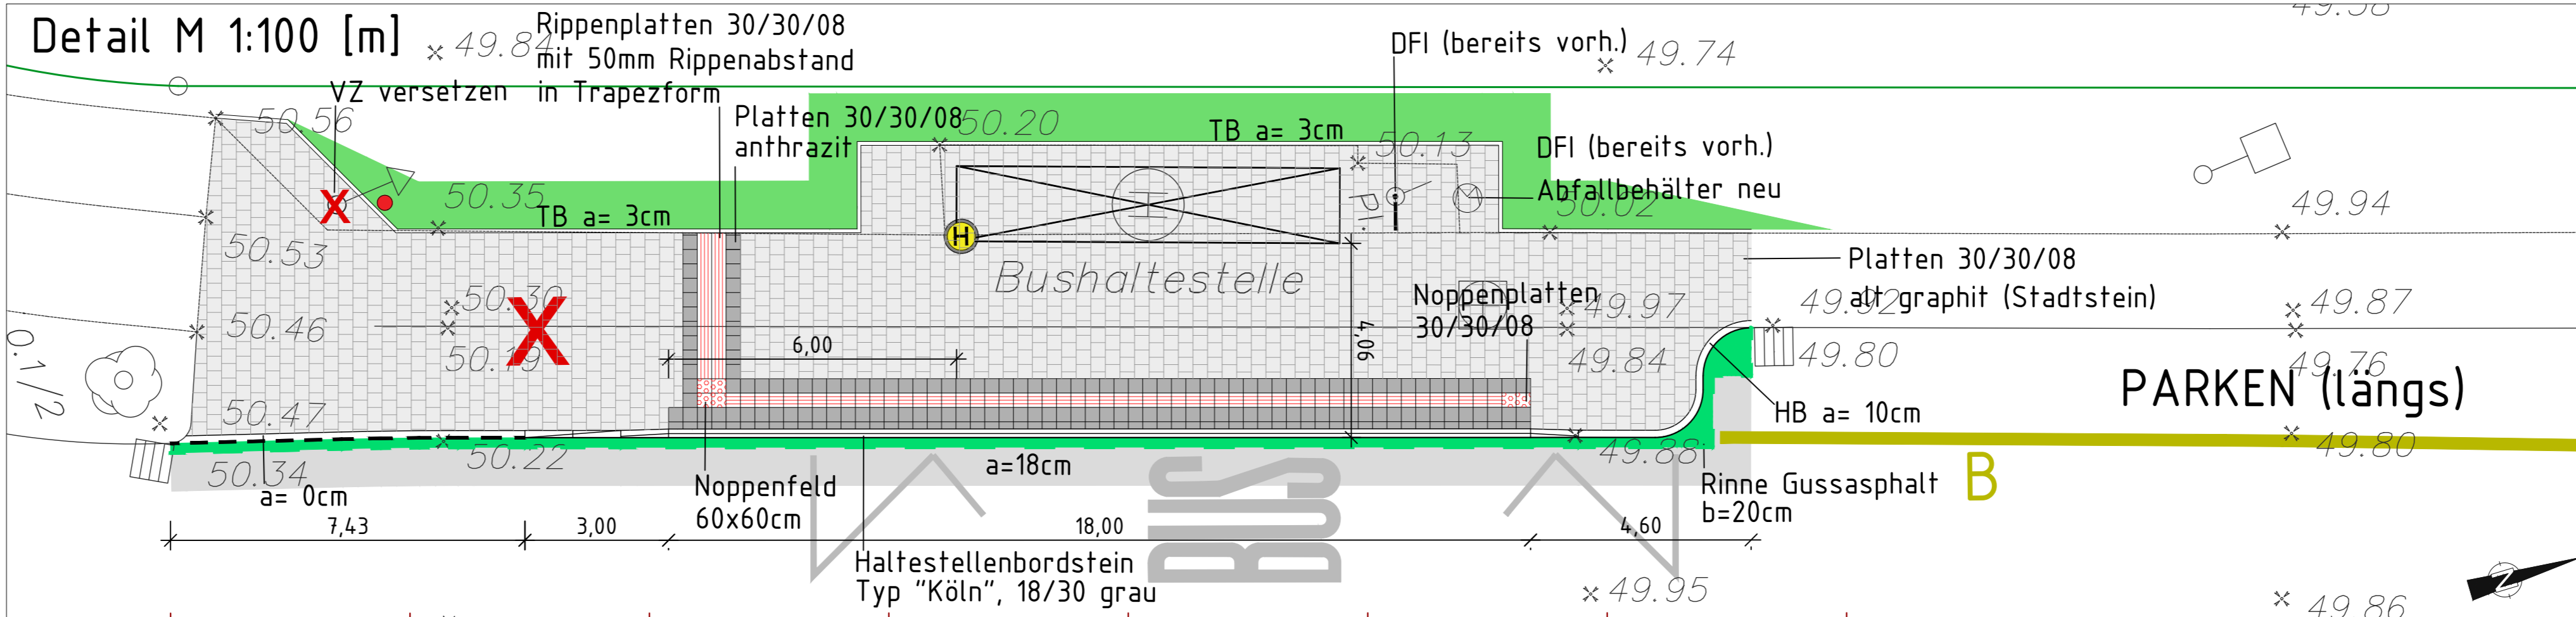 Detail M 1:100 [m]
49.84
Rippenplatten 30/30/08
mit 50mm Rippenabstand
in Trapezform
VZ versetzen
Platten 30/30/08
anthrazit
50.20
TB a= 3cm
DFI (bereits vorh.)
49.74
49.58
50.13
DFI (bereits vorh.)
Abfallbehälter neu
50.02
50.56
X
50.35
TB a= 3cm
50.53
50.30
X
50.46
50.19
50.47
50.34
50.22
0.1/2
a= 0cm
H
H
Pl.
Bushaltestelle
6,00
4,06
Noppenplatten
30/30/08
49.97
49.84
Platten 30/30/08
alt graphit (Stadtstein)
49.92
49.80
49.94
49.87
49.76
PARKEN (längs)
HB a= 10cm
49.80
49.88
a=18cm
Noppenfeld
60x60cm
Rinne Gussasphalt
b=20cm
B
7,43
3,00
18,00
4,60
BUS
Haltestellenbordstein
Typ "Köln", 18/30 grau
49.95
49.86
N